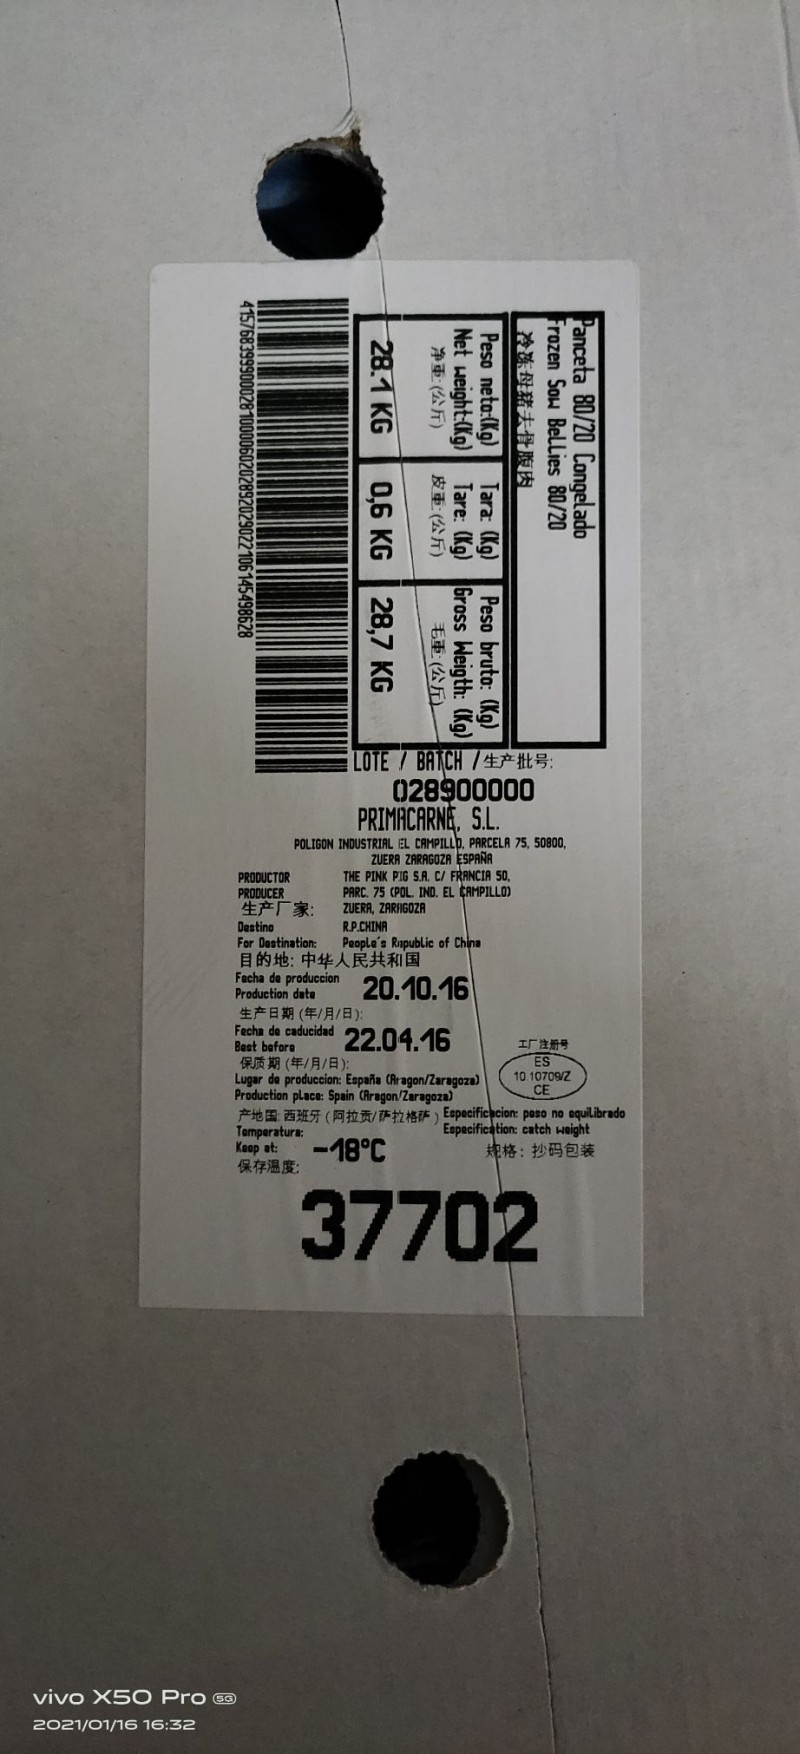 Panceta 80/20 Congelado
Frozen Sow Bellies 80/20
冷冻母猪去骨腹肉
Peso neto:(Kg)
Net weight:(Kg)
净重:(公斤)
28.1 KG
Tara: (Kg)
Tare: (Kg)
皮重:(公斤)
0,6 KG
Peso bruto: (Kg)
Gross Weigth: (Kg)
毛重:(公斤)
28,7 KG
LOTE / BATCH /生产批号:
028900000
PRIMACARNE, S.L.
POLIGON INDUSTRIAL EL CAMPILLO, PARCELA 75, 50800,
ZUERA ZARAGOZA ESPAÑA
PRODUCTOR THE PINK PIG S.A. C/ FRANCIA 50,
PRODUCER PARC. 75 (POL. IND. EL CAMPILLO)
生产厂家: ZUERA, ZARAGOZA
Destino R.P.CHINA
For Destination: People's Republic of China
目的地: 中华人民共和国
Fecha de produccion
Production date 20.10.16
生产日期 (年/月/日):
Fecha de caducidad
Best before 22.04.16
保质期 (年/月/日):
工厂注册号
ES
10.10709/Z
CE
Lugar de produccion: España (Aragon/Zaragoza)
Production place: Spain (Aragon/Zaragoza)
产地国: 西班牙 ( 阿拉贡/萨拉格萨 )
Especificacion: peso no equilibrado
Especification: catch weight
规格: 抄码包装
Temperatura:
Keep at: -18ºC
保存温度:
37702
vivo X50 Pro 5G
2021/01/16 16:32